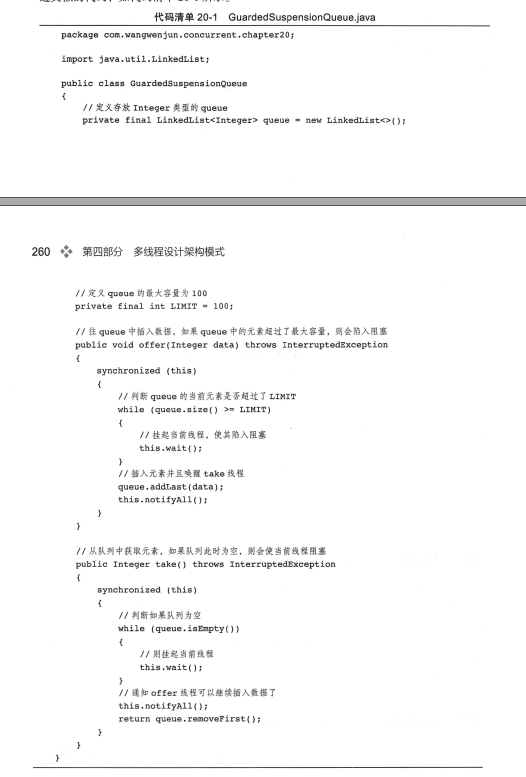 代码清单 20-1 GuardedSuspensionQueue.java
package com.wangwenjun.concurrent.chapter20;
import java.util.LinkedList;
public class GuardedSuspensionQueue
{
// 定义存放 Integer 类型的 queue
private final LinkedList<Integer> queue = new LinkedList<>();
260 第四部分 多线程设计架构模式
// 定义 queue 的最大容量为 100
private final int LIMIT = 100;
// 往 queue 中插入数据，如果 queue 中的元素超过了最大容量，则会陷入阻塞
public void offer(Integer data) throws InterruptedException
{
synchronized (this)
{
// 判断 queue 的当前元素是否超过了 LIMIT
while (queue.size() >= LIMIT)
{
// 挂起当前线程，使其陷入阻塞
this.wait();
}
// 插入元素并且唤醒 take 线程
queue.addLast(data);
this.notifyAll();
}
}
// 从队列中获取元素，如果队列此时为空，则会使当前线程阻塞
public Integer take() throws InterruptedException
{
synchronized (this)
{
// 判断如果队列为空
while (queue.isEmpty())
{
// 则挂起当前线程
this.wait();
}
// 通知 offer 线程可以继续插入数据了
this.notifyAll();
return queue.removeFirst();
}
}
}